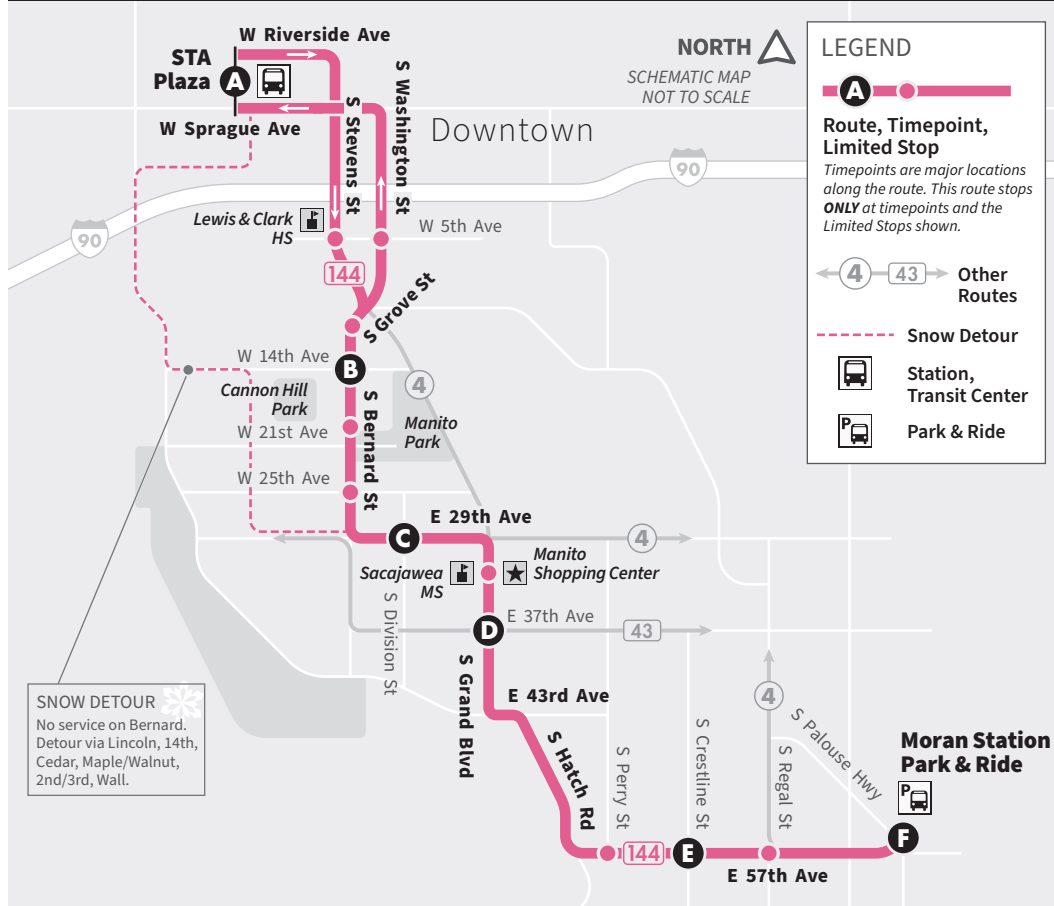 W Riverside Ave
STA
Plaza
A
W Sprague Ave
S Stevens St
S Washington St
Downtown
NORTH
SCHEMATIC MAP
NOT TO SCALE
90
90
Lewis & Clark
HS
W 5th Ave
144
S Grove St
W 14th Ave
B
4
Cannon Hill
Park
S Bernard St
Manito
Park
W 21st Ave
W 25th Ave
E 29th Ave
C
4
Sacajawea
MS
Manito
Shopping Center
S Division St
D
E 37th Ave
43
S Grand Blvd
E 43rd Ave
S Hatch Rd
S Perry St
S Crestline St
4
S Regal St
S Palouse Hwy
Moran Station
Park & Ride
P
F
144
E
E 57th Ave
SNOW DETOUR
No service on Bernard.
Detour via Lincoln, 14th,
Cedar, Maple/Walnut,
2nd/3rd, Wall.
LEGEND
A
Route, Timepoint,
Limited Stop
Timepoints are major locations
along the route. This route stops
ONLY at timepoints and the
Limited Stops shown.
4
43
Other
Routes
Snow Detour
Station,
Transit Center
P
Park & Ride